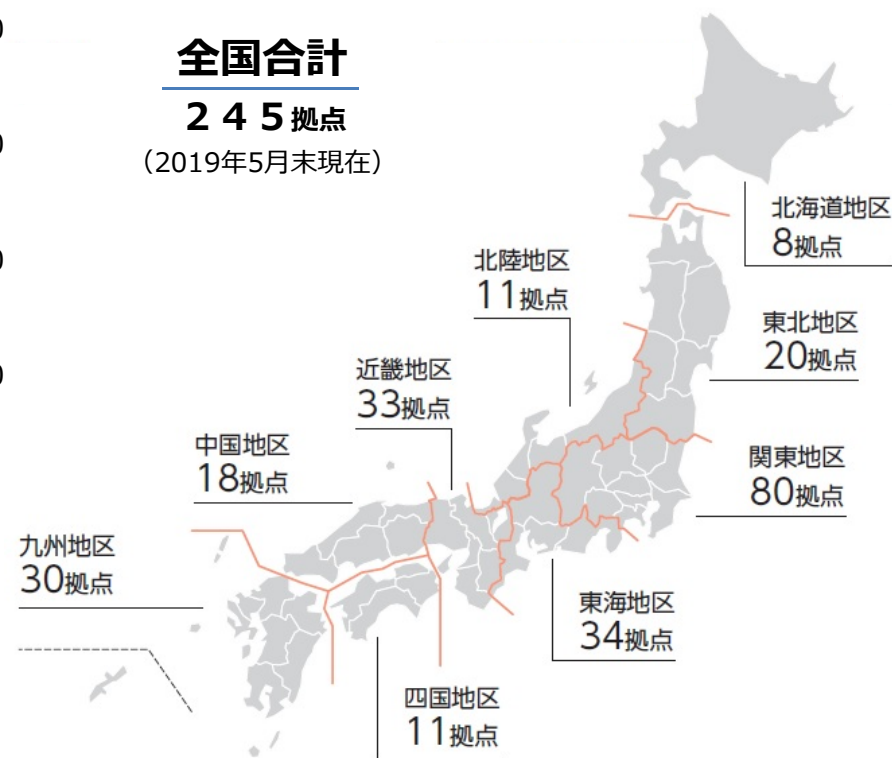 全国合計
２４５拠点
（2019年5月末現在）
0
0
0
0
北海道地区
8拠点
北陸地区
11拠点
東北地区
20拠点
近畿地区
33拠点
中国地区
18拠点
関東地区
80拠点
九州地区
30拠点
東海地区
34拠点
四国地区
11拠点